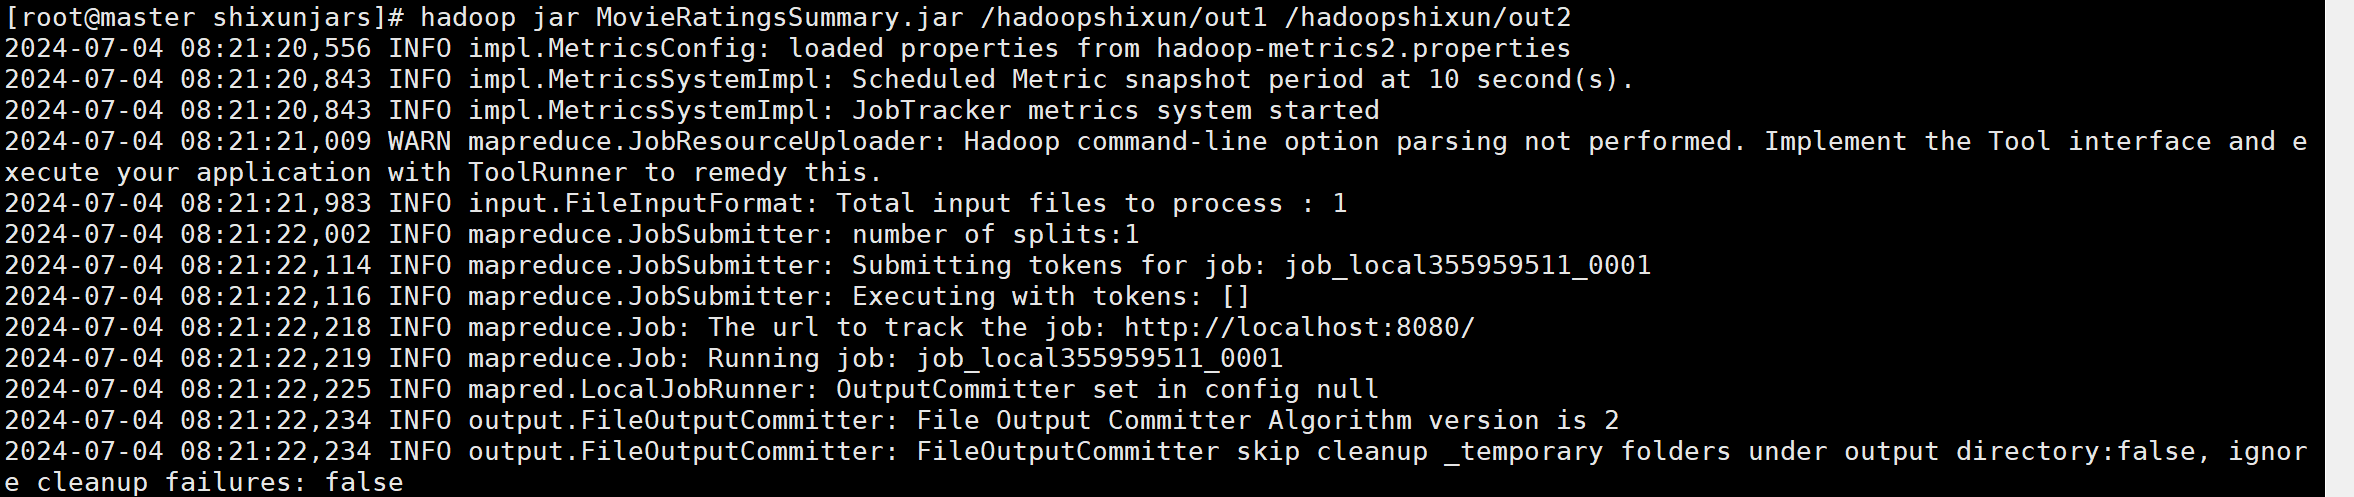 [root@master shixunjars]# hadoop jar MovieRatingsSummary.jar /hadoopshixun/out1 /hadoopshixun/out2
2024-07-04 08:21:20,556 INFO impl.MetricsConfig: loaded properties from hadoop-metrics2.properties
2024-07-04 08:21:20,843 INFO impl.MetricsSystemImpl: Scheduled Metric snapshot period at 10 second(s).
2024-07-04 08:21:20,843 INFO impl.MetricsSystemImpl: JobTracker metrics system started
2024-07-04 08:21:21,009 WARN mapreduce.JobResourceUploader: Hadoop command-line option parsing not performed. Implement the Tool interface and e
xecute your application with ToolRunner to remedy this.
2024-07-04 08:21:21,983 INFO input.FileInputFormat: Total input files to process : 1
2024-07-04 08:21:22,002 INFO mapreduce.JobSubmitter: number of splits:1
2024-07-04 08:21:22,114 INFO mapreduce.JobSubmitter: Submitting tokens for job: job_local355959511_0001
2024-07-04 08:21:22,116 INFO mapreduce.JobSubmitter: Executing with tokens: []
2024-07-04 08:21:22,218 INFO mapreduce.Job: The url to track the job: http://localhost:8080/
2024-07-04 08:21:22,219 INFO mapreduce.Job: Running job: job_local355959511_0001
2024-07-04 08:21:22,225 INFO mapred.LocalJobRunner: OutputCommitter set in config null
2024-07-04 08:21:22,234 INFO output.FileOutputCommitter: File Output Committer Algorithm version is 2
2024-07-04 08:21:22,234 INFO output.FileOutputCommitter: FileOutputCommitter skip cleanup _temporary folders under output directory:false, ignor
e cleanup failures: false